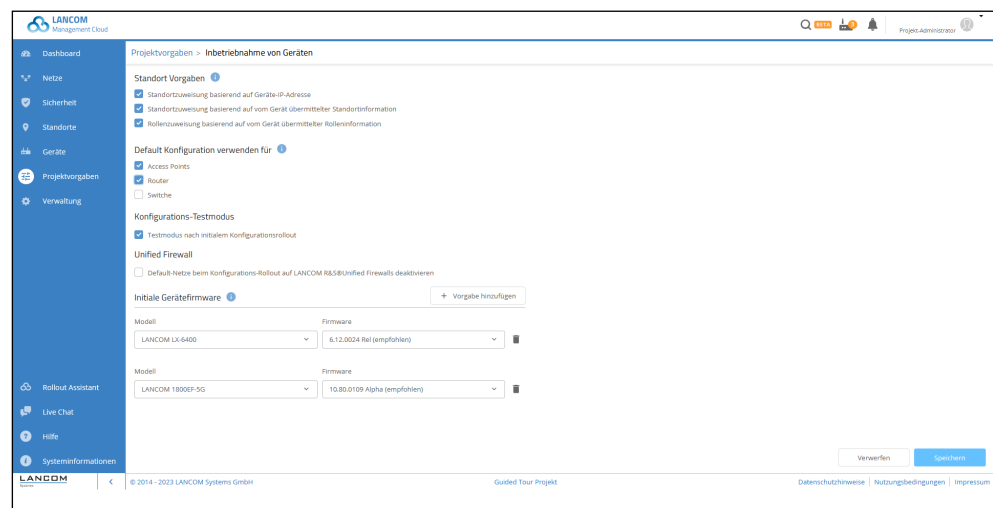 LANCOM
Management Cloud
BETA
Projekt-Administrator
Dashboard
Netze
Sicherheit
Standorte
Geräte
Projektvorgaben
Verwaltung
Rollout Assistant
Live Chat
Hilfe
Systeminformationen
LANCOM
Systems
Projektvorgaben > Inbetriebnahme von Geräten
Standort Vorgaben
Standortzuweisung basierend auf Geräte-IP-Adresse
Standortzuweisung basierend auf vom Gerät übermittelter Standortinformation
Rollenzuweisung basierend auf vom Gerät übermittelter Rolleninformation
Default Konfiguration verwenden für
Access Points
Router
Switche
Konfigurations-Testmodus
Testmodus nach initialem Konfigurationsrollout
Unified Firewall
Default-Netze beim Konfigurations-Rollout auf LANCOM R&S®Unified Firewalls deaktivieren
Initiale Gerätefirmware
+ Vorgabe hinzufügen
Modell Firmware
LANCOM LX-6400 6.12.0024 Rel (empfohlen)
Modell Firmware
LANCOM 1800EF-5G 10.80.0109 Alpha (empfohlen)
Verwerfen Speichern
© 2014 - 2023 LANCOM Systems GmbH Guided Tour Projekt Datenschutzhinweise | Nutzungsbedingungen | Impressum